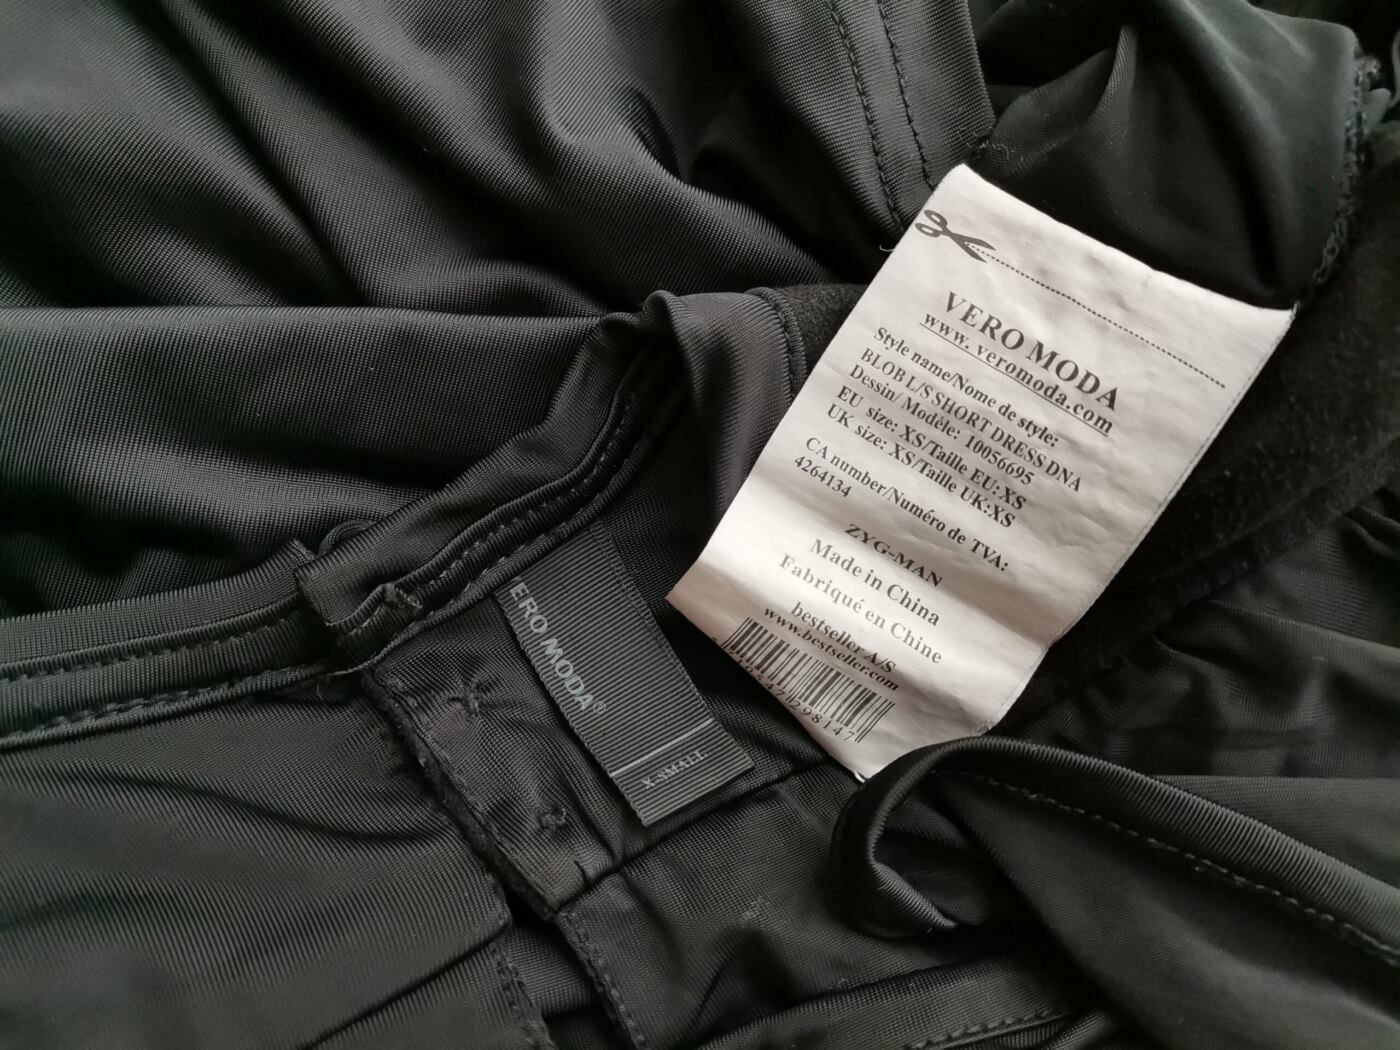 VERO MODA
www. veromoda.com
Style name/Nome de style:
BLOB L/S SHORT DRESS DNA
Dessin/ Modèle: 10056695
EU size: XS/Taille EU:XS
UK size: XS/Taille UK:XS
CA number/Numéro de TVA:
4264134
ZYG-MAN
Made in China
Fabriqué en Chine
bestseller A/S
www.bestseller.com
ERO MODA®
X-SMALL